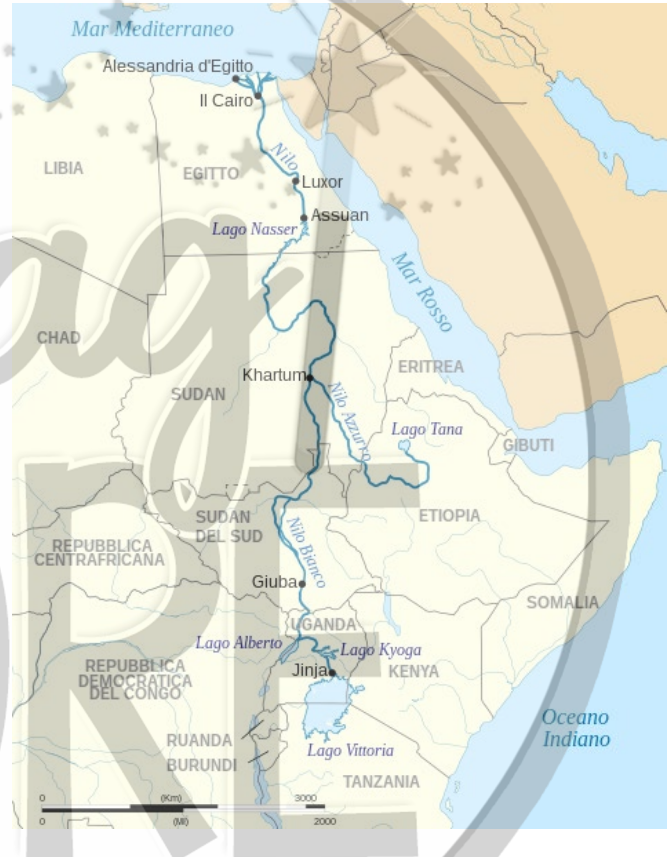 Mar Mediterraneo
Alessandria d'Egitto
Il Cairo
Nilo
LIBIA
EGITTO
Luxor
Assuan
Lago Nasser
Mar Rosso
CHAD
Khartum
ERITREA
SUDAN
Nilo Azzurro
Lago Tana
GIBUTI
SUDAN
DEL SUD
ETIOPIA
Nilo Bianco
REPUBBLICA
CENTRAFRICANA
Giuba
SOMALIA
UGANDA
Lago Alberto
Lago Kyoga
REPUBBLICA
DEMOCRATICA
DEL CONGO
Jinja
KENYA
Oceano
Indiano
RUANDA
Lago Vittoria
BURUNDI
TANZANIA
0 (Km) 3000
0 (Mi) 2000
ag
RE